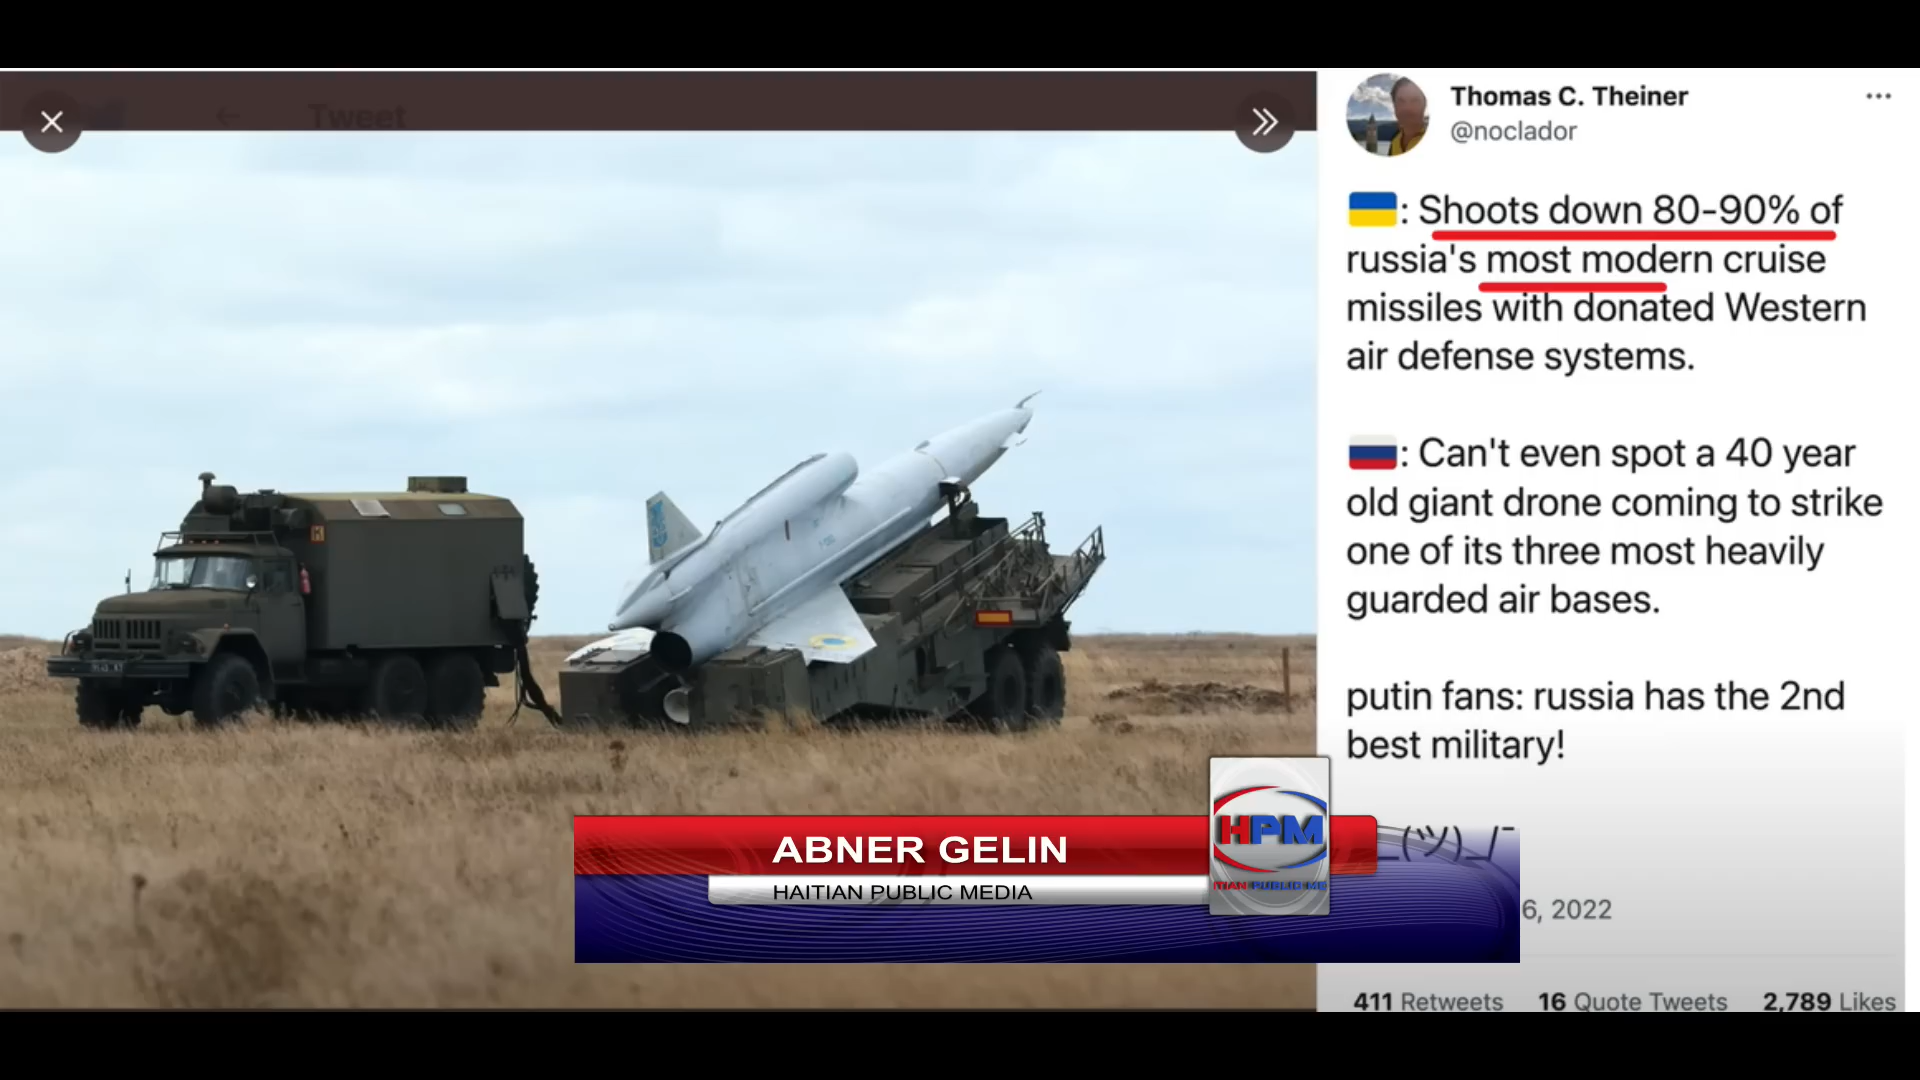 Tweet
Thomas C. Theiner
@noclador
: Shoots down 80-90% of
russia's most modern cruise
missiles with donated Western
air defense systems.
: Can't even spot a 40 year
old giant drone coming to strike
one of its three most heavily
guarded air bases.
putin fans: russia has the 2nd
best military!
_(ツ)_/¯
6, 2022
411 Retweets 16 Quote Tweets 2,789 Likes
ABNER GELIN
HAITIAN PUBLIC MEDIA
HPM